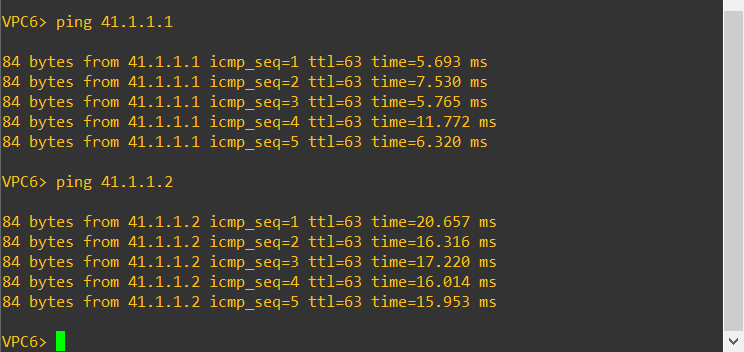 VPC6> ping 41.1.1.1
84 bytes from 41.1.1.1 icmp_seq=1 ttl=63 time=5.693 ms
84 bytes from 41.1.1.1 icmp_seq=2 ttl=63 time=7.530 ms
84 bytes from 41.1.1.1 icmp_seq=3 ttl=63 time=5.765 ms
84 bytes from 41.1.1.1 icmp_seq=4 ttl=63 time=11.772 ms
84 bytes from 41.1.1.1 icmp_seq=5 ttl=63 time=6.320 ms
VPC6> ping 41.1.1.2
84 bytes from 41.1.1.2 icmp_seq=1 ttl=63 time=20.657 ms
84 bytes from 41.1.1.2 icmp_seq=2 ttl=63 time=16.316 ms
84 bytes from 41.1.1.2 icmp_seq=3 ttl=63 time=17.220 ms
84 bytes from 41.1.1.2 icmp_seq=4 ttl=63 time=16.014 ms
84 bytes from 41.1.1.2 icmp_seq=5 ttl=63 time=15.953 ms
VPC6>